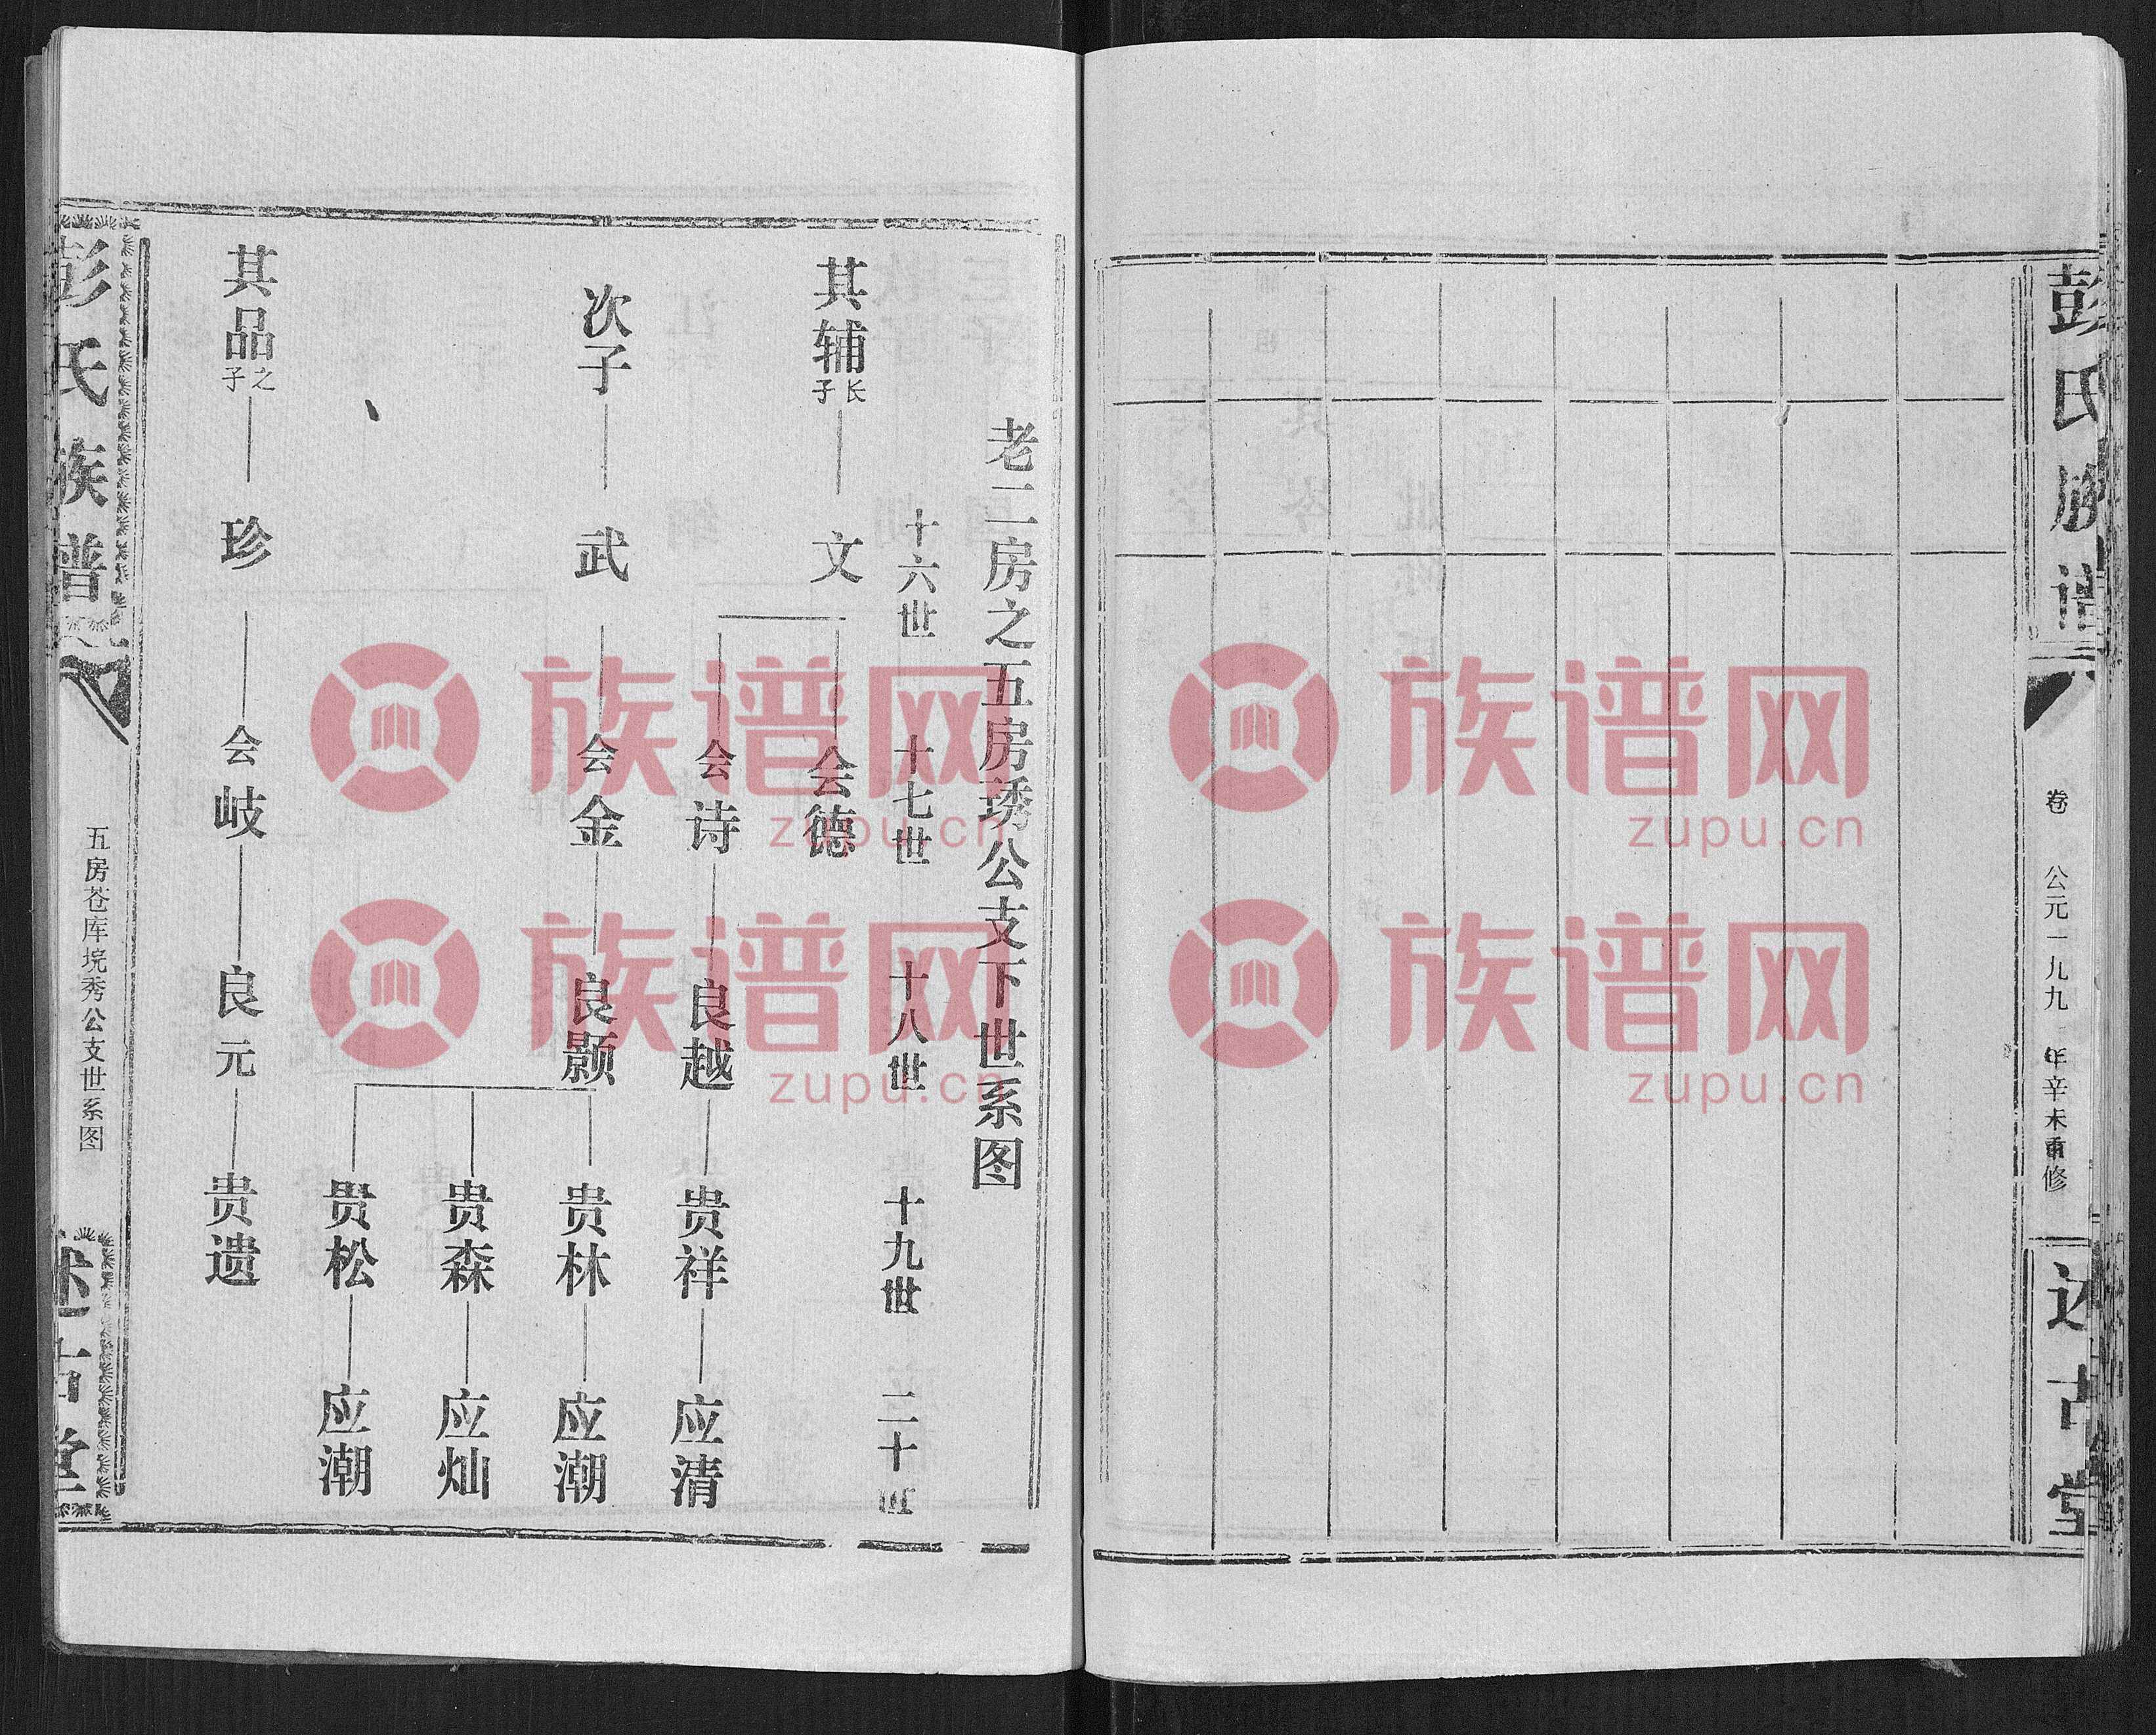 彭氏族谱
卷
公元一九九 年辛未重修
述古堂
老二房之五房琇公支下世系图
十六世
十七世
十八世
十九世
二十世
其辅长子
文
会德
会诗
良越
贵祥
应清
次子
武
会金
良颢
贵林
应潮
贵森
应灿
贵松
应潮
其品之子
珍
会岐
良元
贵遗
彭氏族谱
五房苍库垸秀公支世系图
述古堂
族谱网
zupu.cn
族谱网
zupu.cn
族谱网
zupu.cn
族谱网
zupu.cn